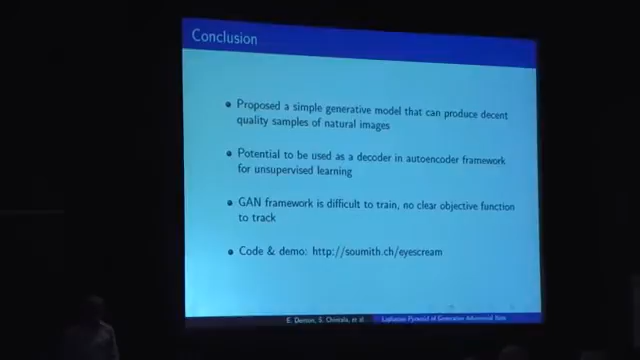 Conclusion
Proposed a simple generative model that can produce decent
quality samples of natural images
Potential to be used as a decoder in autoencoder framework
for unsupervised learning
GAN framework is difficult to train, no clear objective function
to track
Code & demo: http://soumith.ch/eyescream
E. Denton, S. Chintala, et al. Laplacian Pyramid of Generative Adversarial Nets